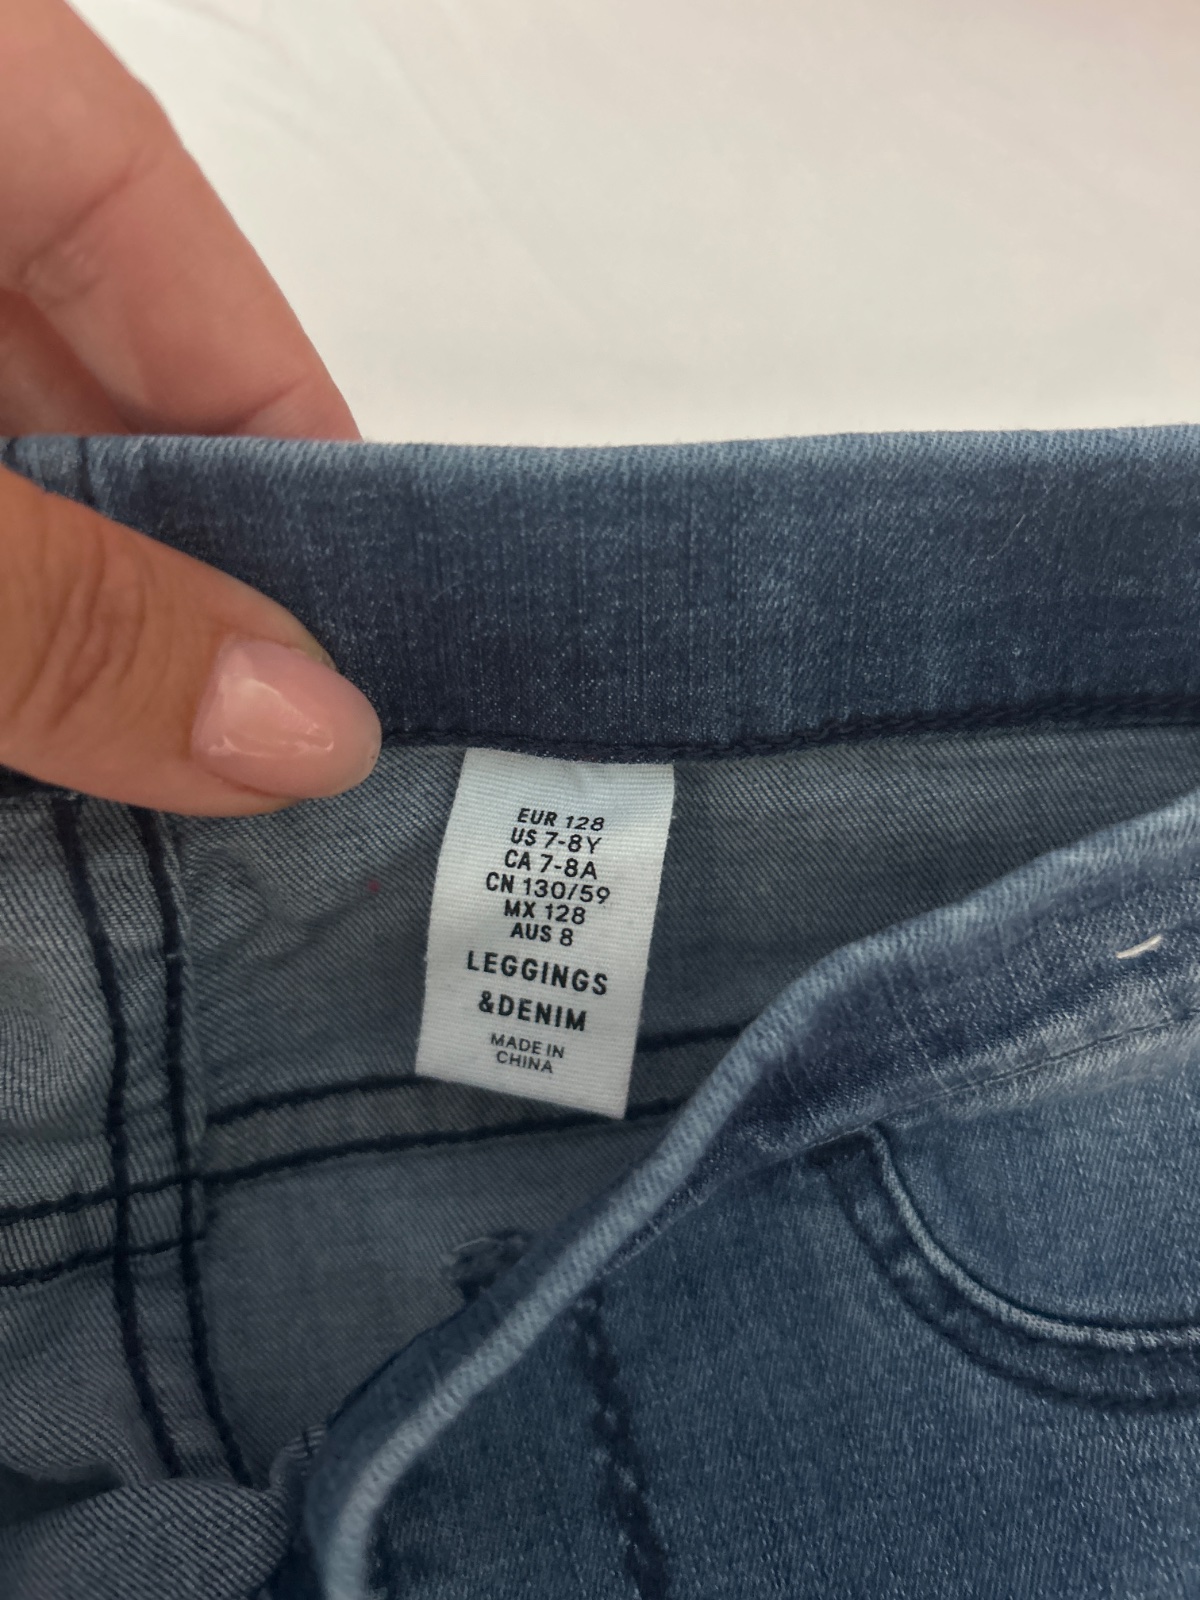 EUR 128
US 7-8Y
CA 7-8A
CN 130/59
MX 128
AUS 8
LEGGINGS
&DENIM
MADE IN
CHINA